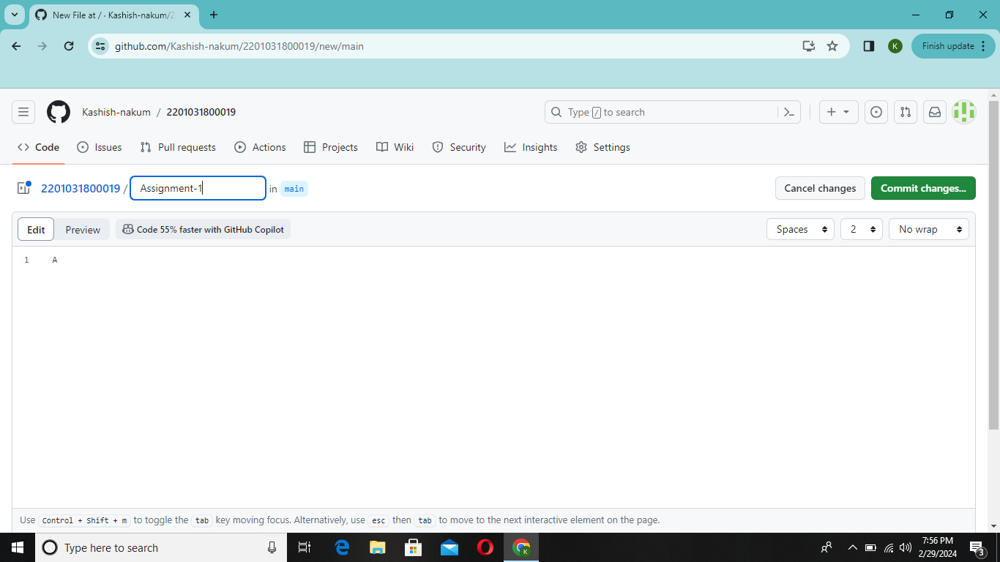 New File at / · Kashish-nakum/2
github.com/Kashish-nakum/2201031800019/new/main
K
Finish update
Kashish-nakum / 2201031800019
Type / to search
Code
Issues
Pull requests
Actions
Projects
Wiki
Security
Insights
Settings
2201031800019 / Assignment-1 in main
Cancel changes
Commit changes...
Edit
Preview
Code 55% faster with GitHub Copilot
Spaces
2
No wrap
1 A
Use Control + Shift + m to toggle the tab key moving focus. Alternatively, use esc then tab to move to the next interactive element on the page.
Type here to search
K
7:56 PM
2/29/2024
3